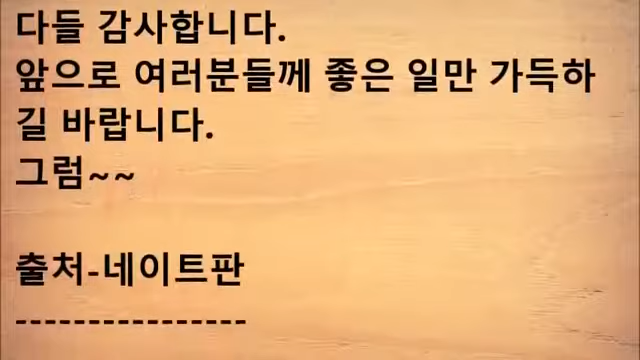 다들 감사합니다.
앞으로 여러분들께 좋은 일만 가득하
길 바랍니다.
그럼~~
출처-네이트판
----------------